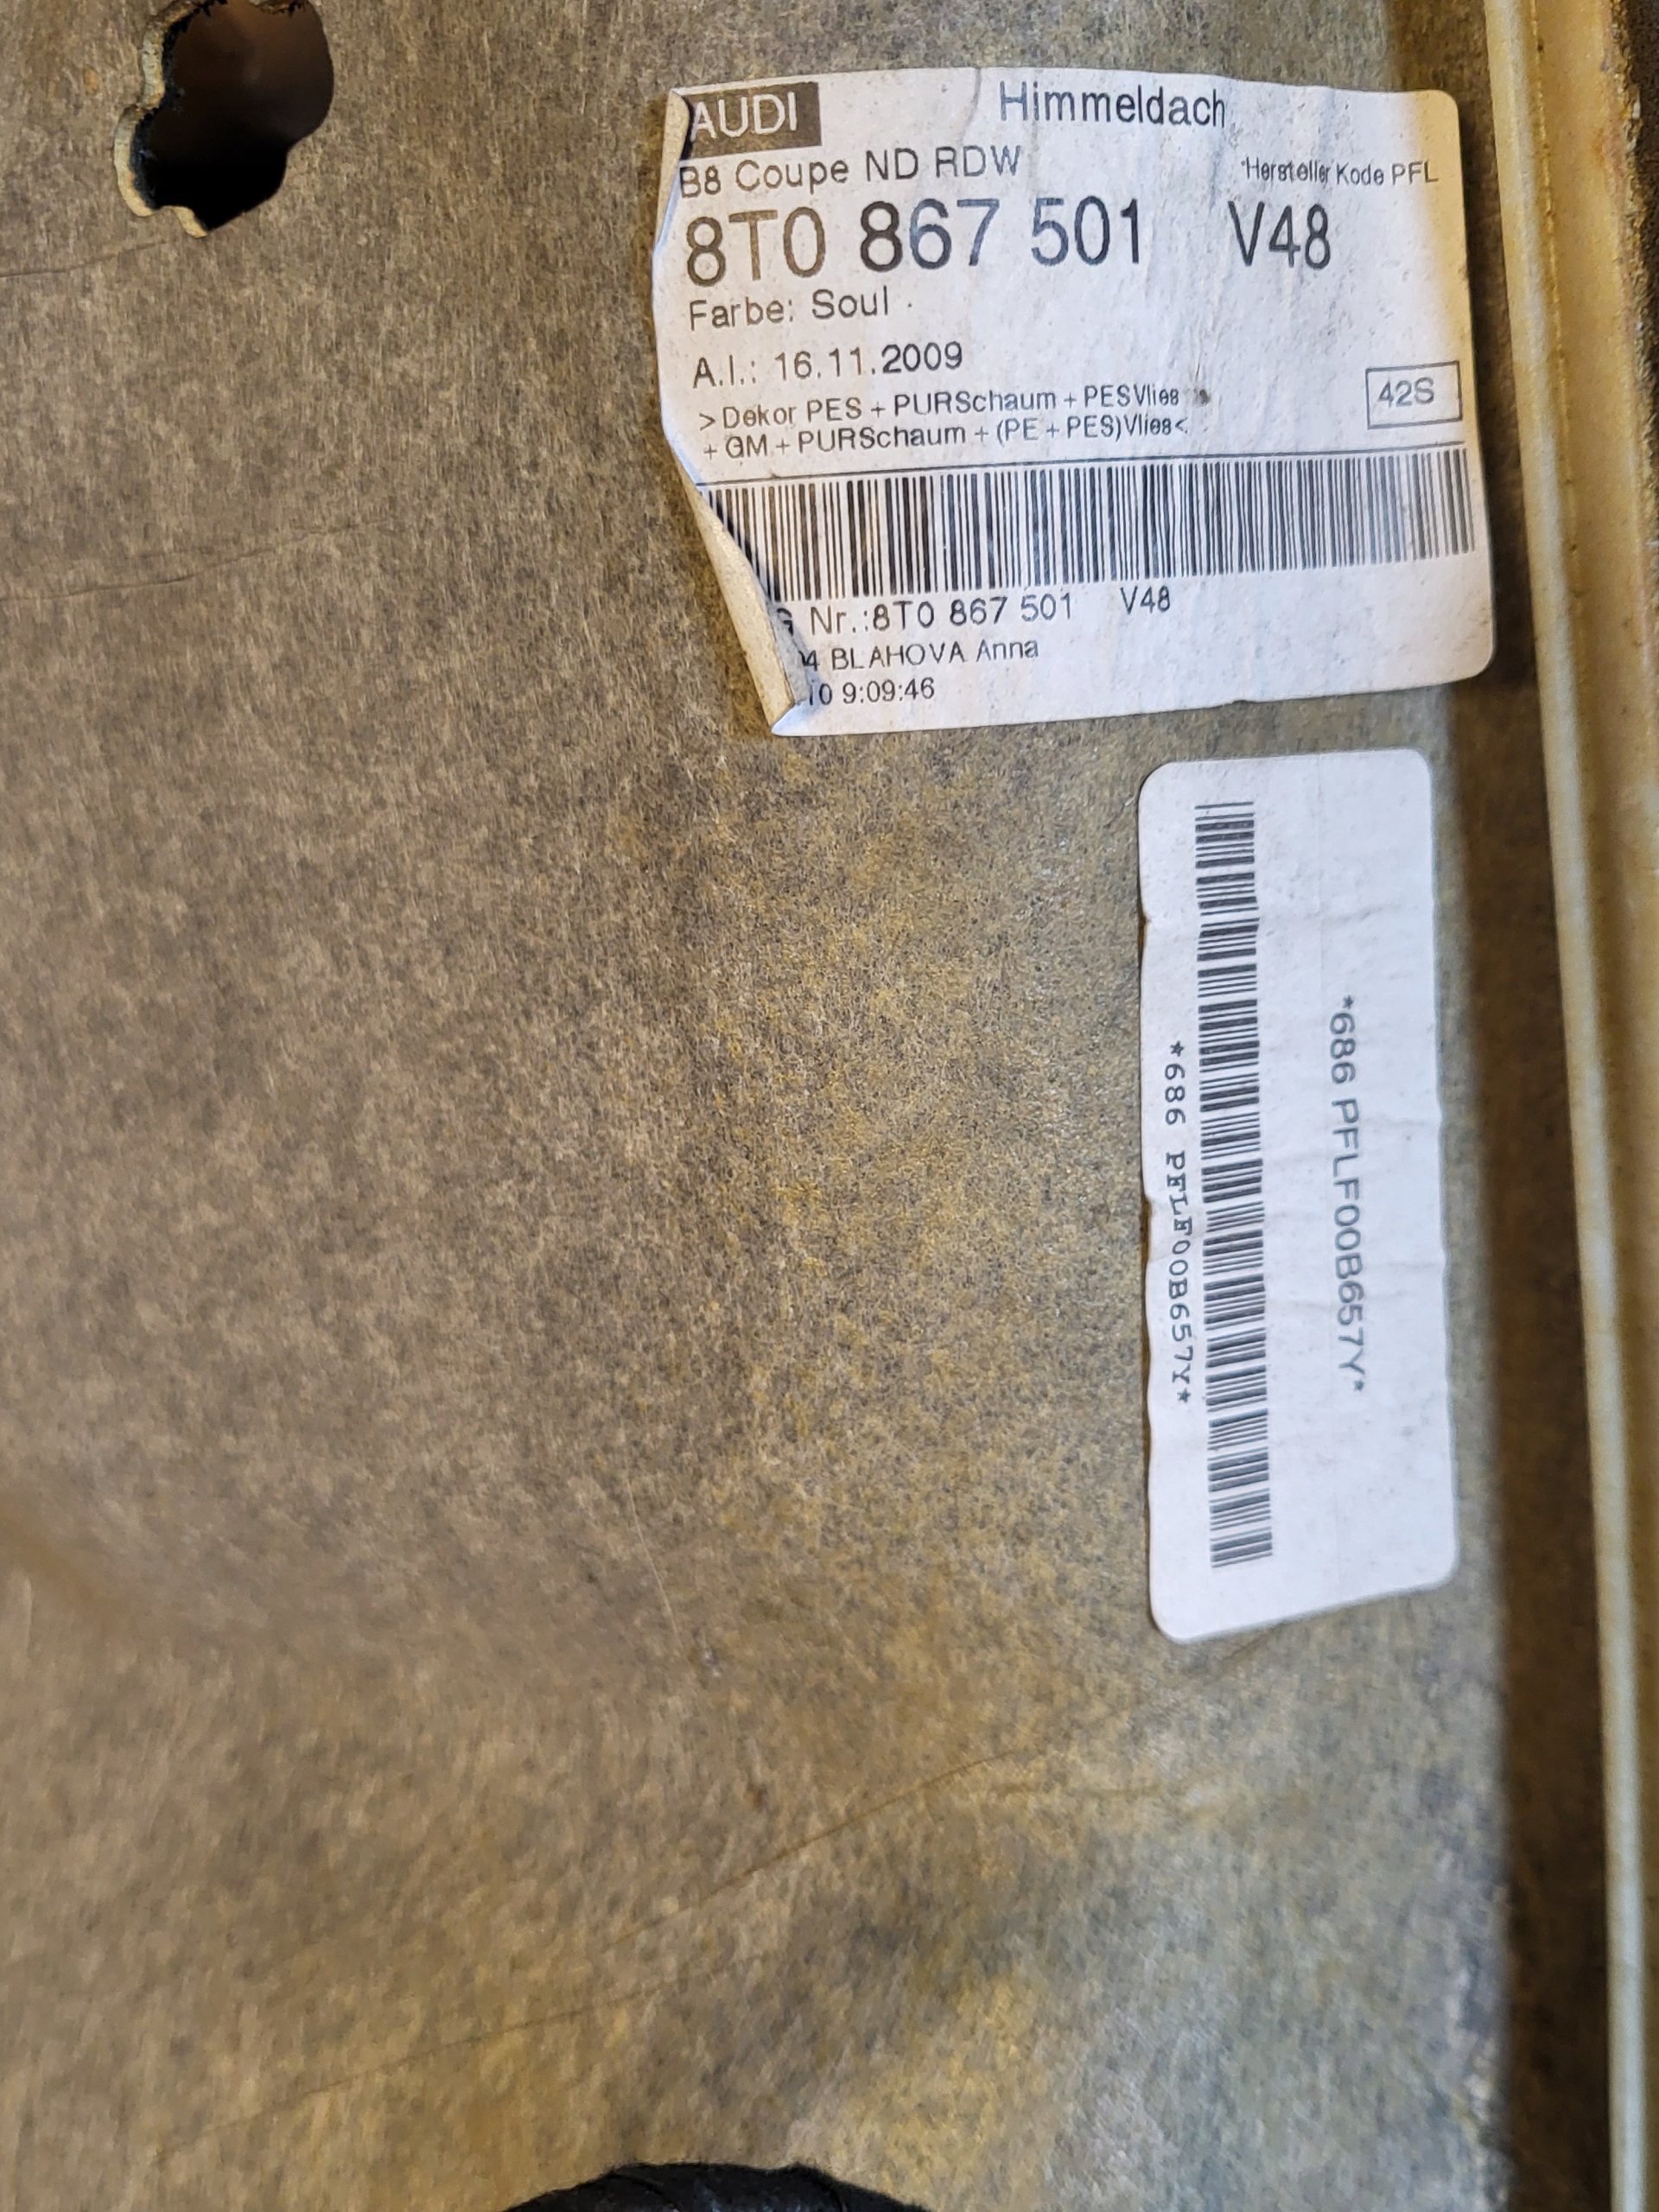 AUDI Himmeldach
B8 Coupe ND RDW *Hersteller Kode PFL
8T0 867 501 V48
Farbe: Soul
A.I.: 16.11.2009
>Dekor PES + PURSchaum + PESVlies
+ GM + PURSchaum + (PE + PES)Vlies<
42S
Nr.:8T0 867 501 V48
4 BLAHOVA Anna
10 9:09:46
*686 PFLF00B657Y*
*686 PFLF00B657Y*